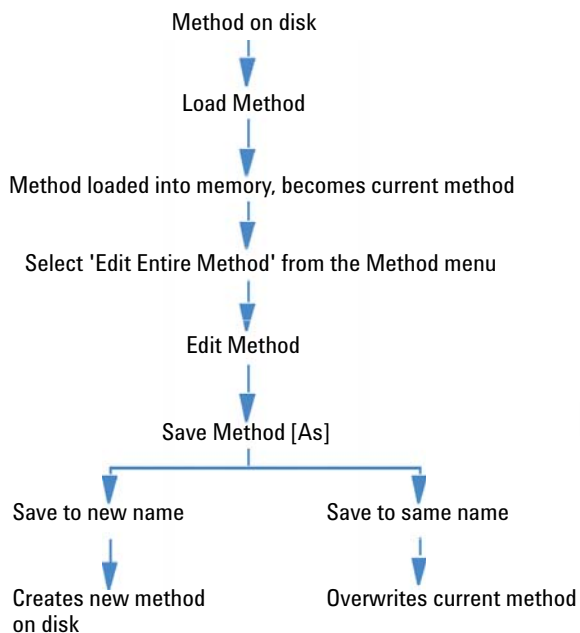 Method on disk
Load Method
Method loaded into memory, becomes current method
Select 'Edit Entire Method' from the Method menu
Edit Method
Save Method [As]
Save to new name
Save to same name
Creates new method
on disk
Overwrites current method